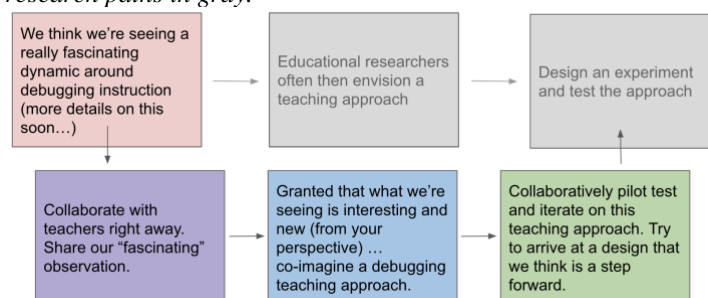 research paths in gray.
We think we're seeing a
really fascinating
dynamic around
debugging instruction
(more details on this
soon…)
Educational researchers
often then envision a
teaching approach
Design an experiment
and test the approach
Collaborate with
teachers right away.
Share our “fascinating”
observation.
Granted that what we're
seeing is interesting and
new (from your
perspective) …
co-imagine a debugging
teaching approach.
Collaboratively pilot test
and iterate on this
teaching approach. Try
to arrive at a design that
we think is a step
forward.